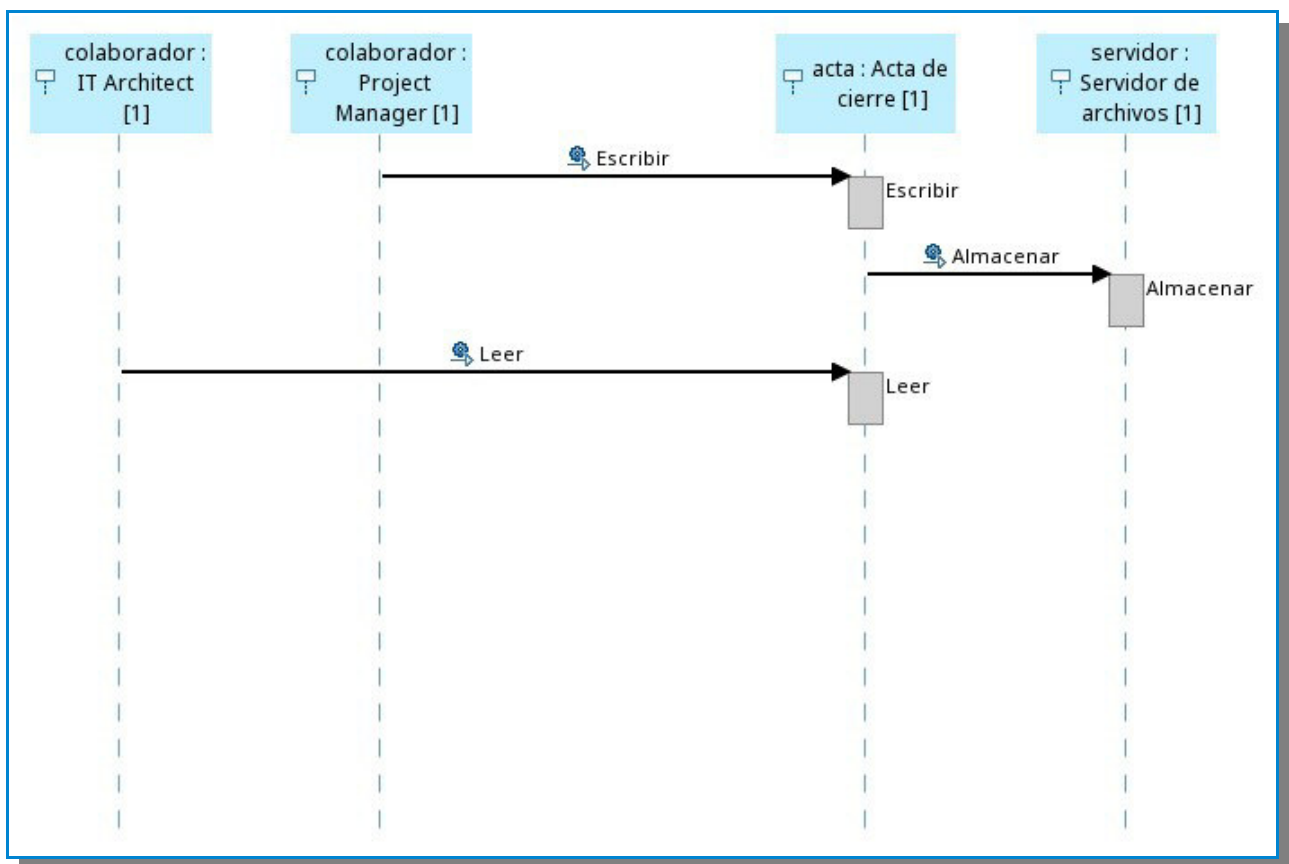 colaborador :
IT Architect
[1]
colaborador :
Project
Manager [1]
acta : Acta de
cierre [1]
servidor :
Servidor de
archivos [1]
Escribir
Escribir
Almacenar
Almacenar
Leer
Leer